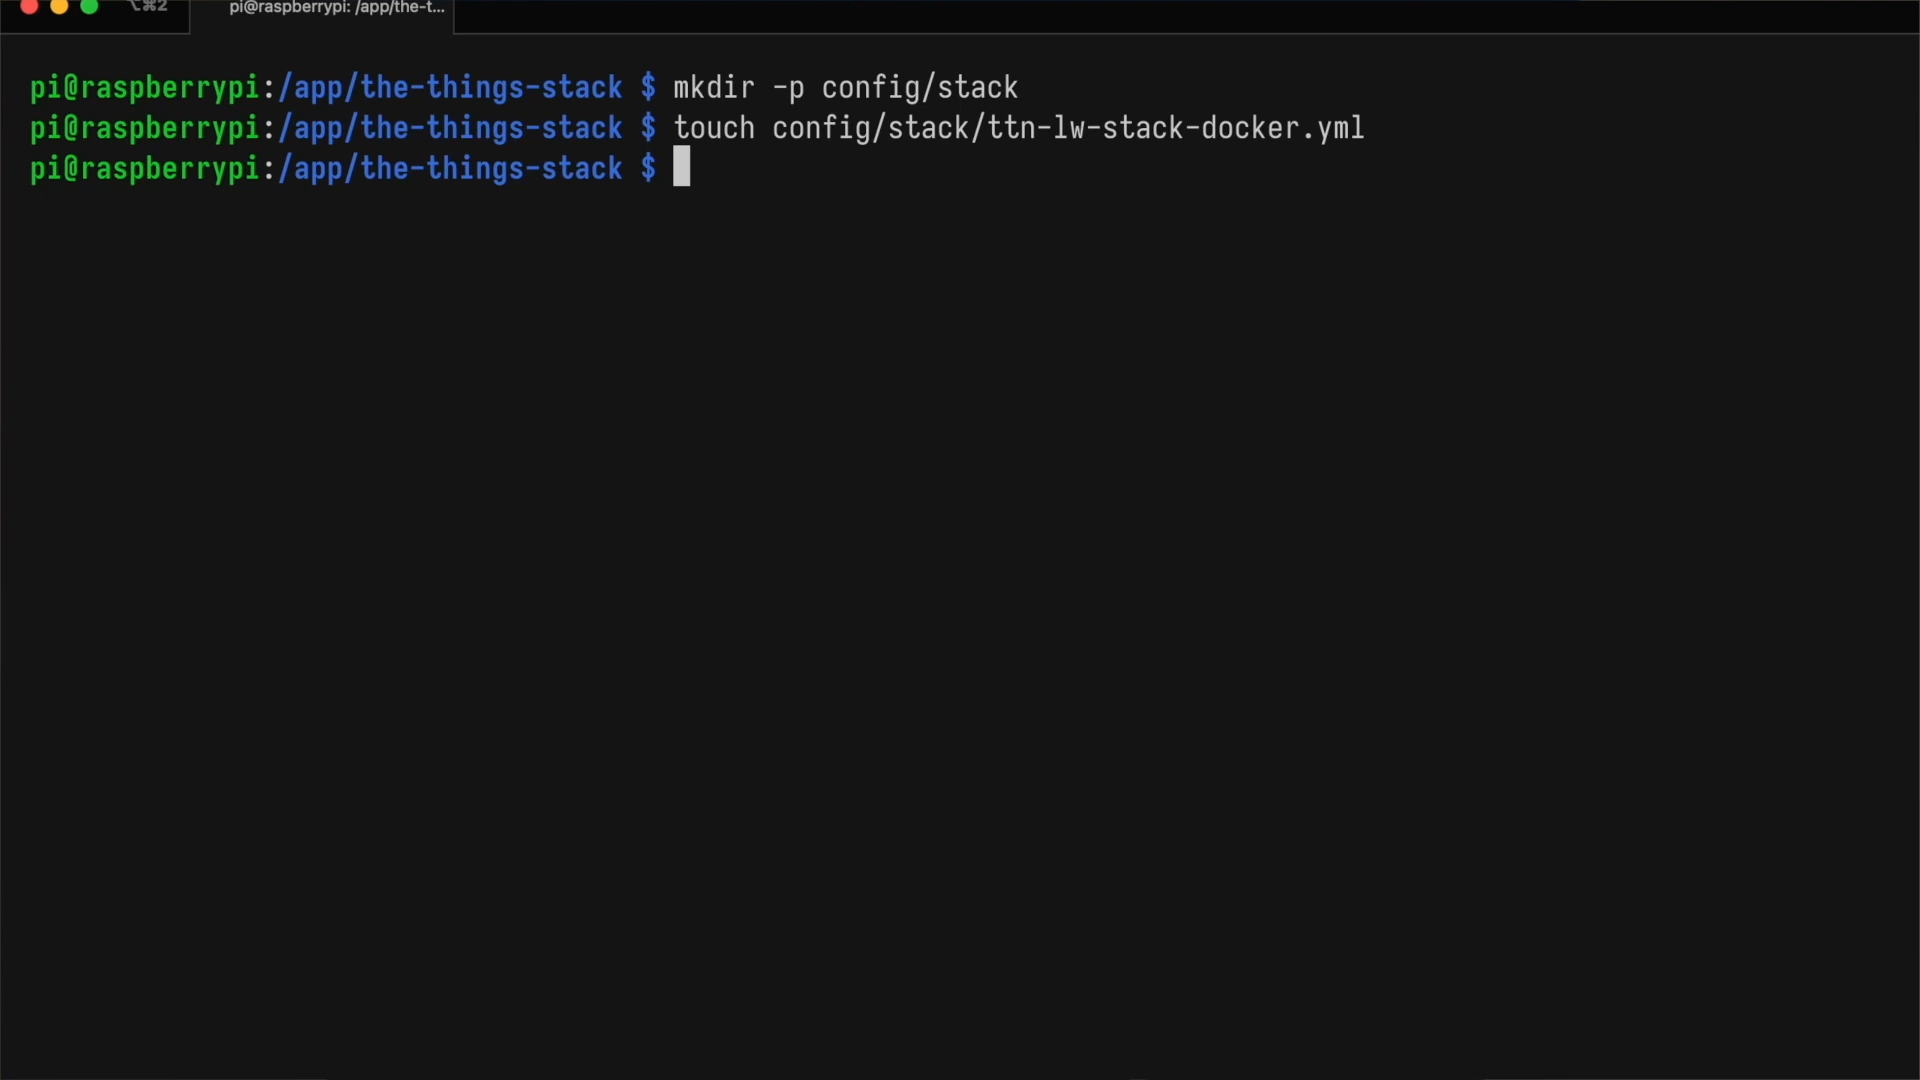 ⌥⌘2
pi@raspberrypi: /app/the-t...
pi@raspberrypi:/app/the-things-stack $ mkdir -p config/stack
pi@raspberrypi:/app/the-things-stack $ touch config/stack/ttn-lw-stack-docker.yml
pi@raspberrypi:/app/the-things-stack $